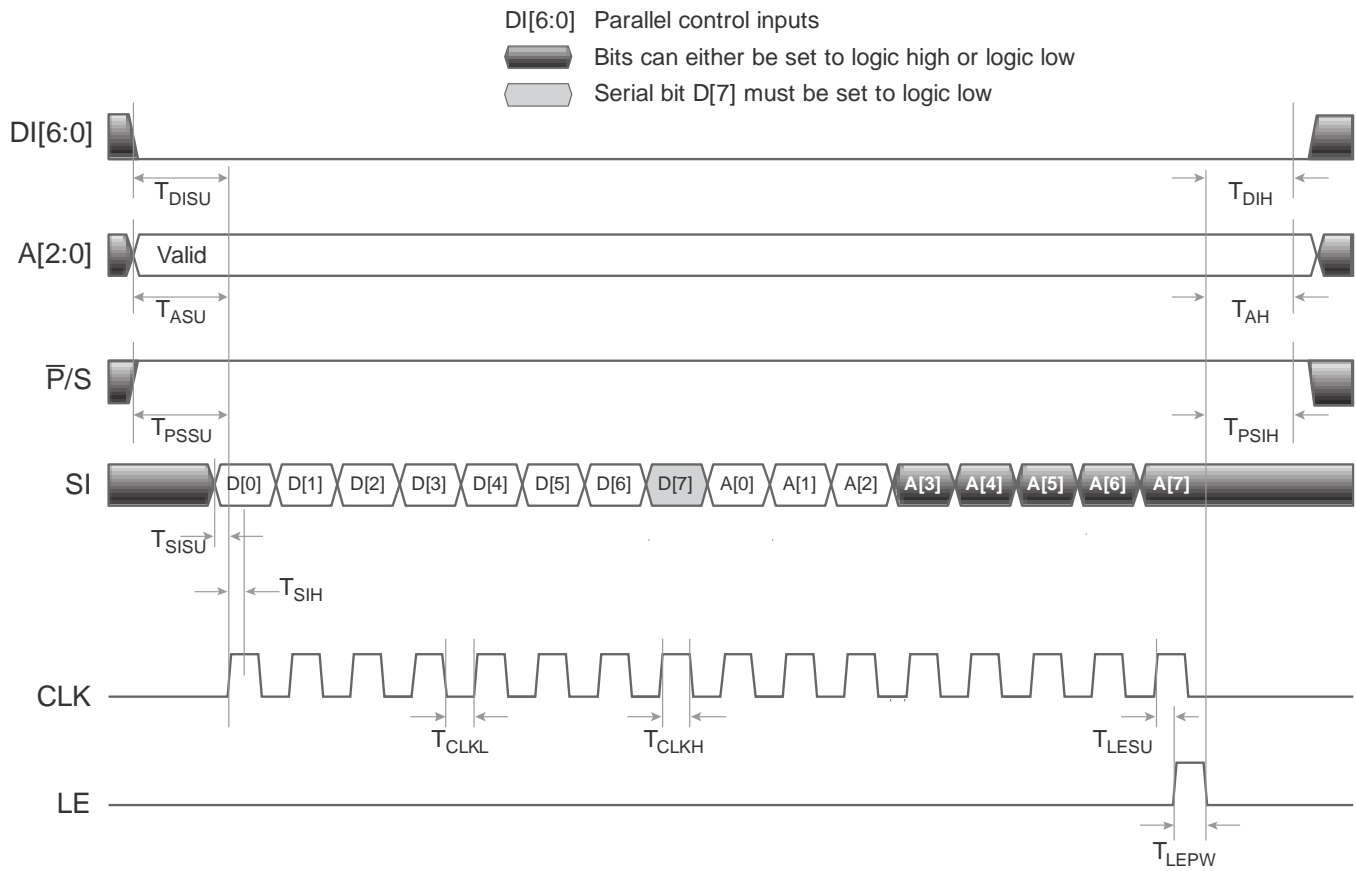 DI[6:0] Parallel control inputs
Bits can either be set to logic high or logic low
Serial bit D[7] must be set to logic low
DI[6:0]
TDISU
TDIH
A[2:0]
Valid
TASU
TAH
P̅/S
TPSSU
TPSIH
SI
D[0] D[1] D[2] D[3] D[4] D[5] D[6] D[7] A[0] A[1] A[2] A[3] A[4] A[5] A[6] A[7]
TSISU
TSIH
CLK
TCLKL
TCLKH
TLESU
LE
TLEPW